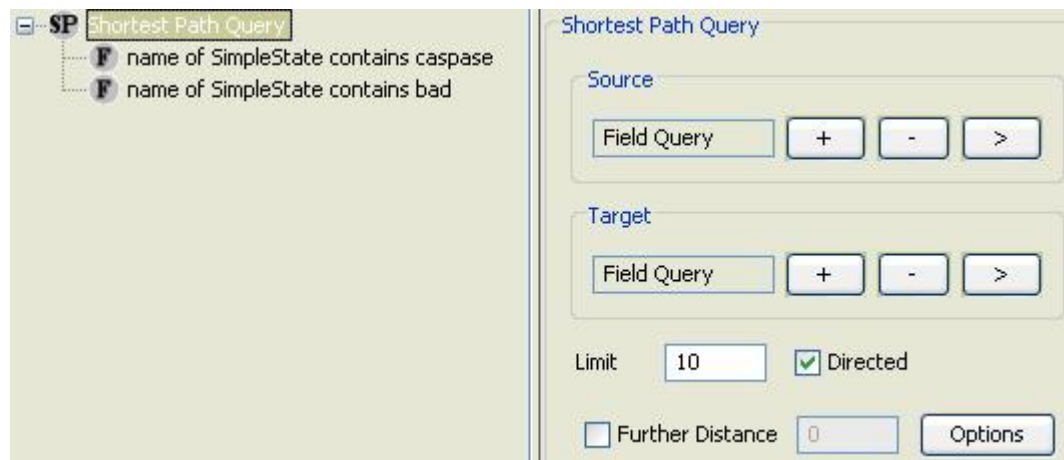 SP Shortest Path Query
F name of SimpleState contains caspase
F name of SimpleState contains bad
Shortest Path Query
Source
Field Query + - >
Target
Field Query + - >
Limit 10 Directed
Further Distance 0 Options